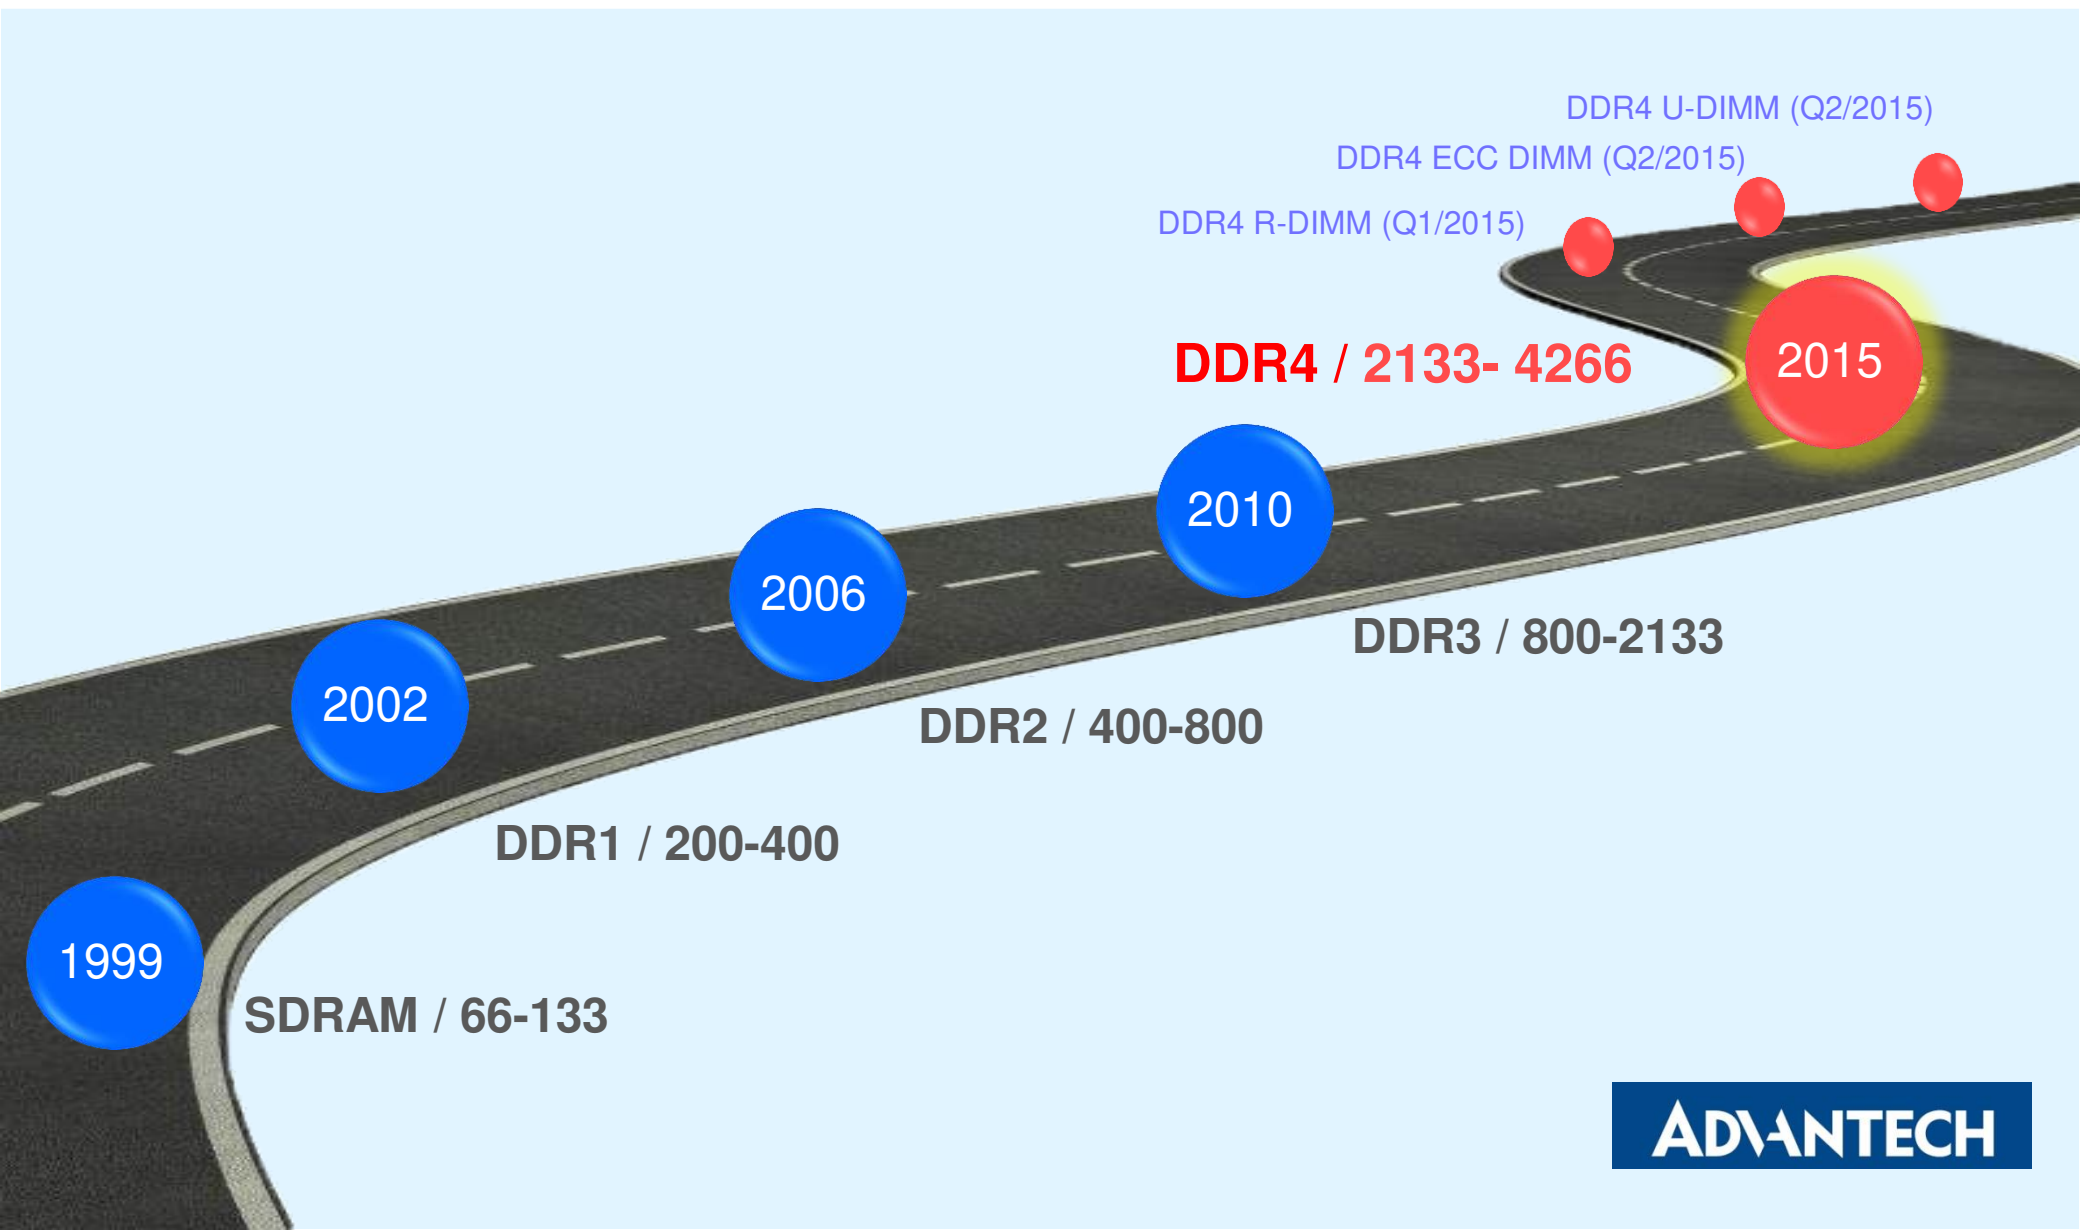 DDR4 U-DIMM (Q2/2015)
DDR4 ECC DIMM (Q2/2015)
DDR4 R-DIMM (Q1/2015)
DDR4 / 2133- 4266
2015
2010
DDR3 / 800-2133
2006
DDR2 / 400-800
2002
DDR1 / 200-400
1999
SDRAM / 66-133
ADVANTECH